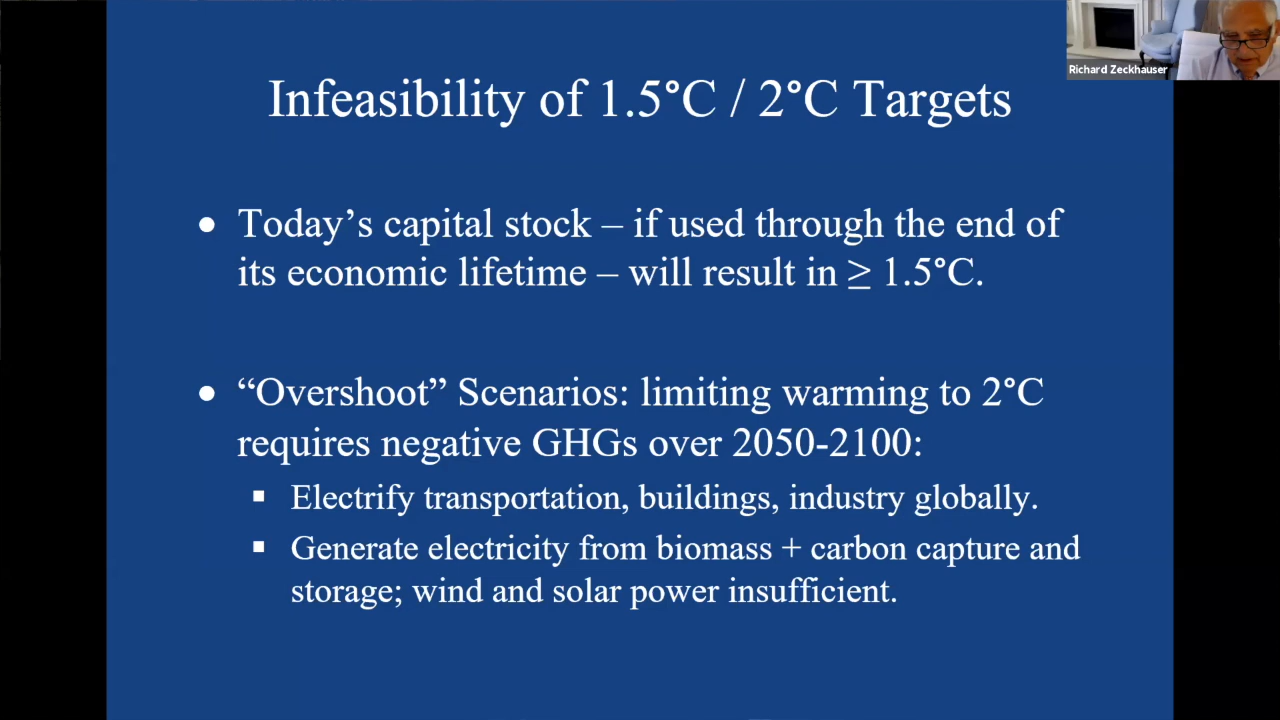 Richard Zeckhauser
Infeasibility of 1.5°C / 2°C Targets
• Today’s capital stock – if used through the end of
its economic lifetime – will result in ≥ 1.5°C.
• “Overshoot” Scenarios: limiting warming to 2°C
requires negative GHGs over 2050-2100:
▪ Electrify transportation, buildings, industry globally.
▪ Generate electricity from biomass + carbon capture and
storage; wind and solar power insufficient.